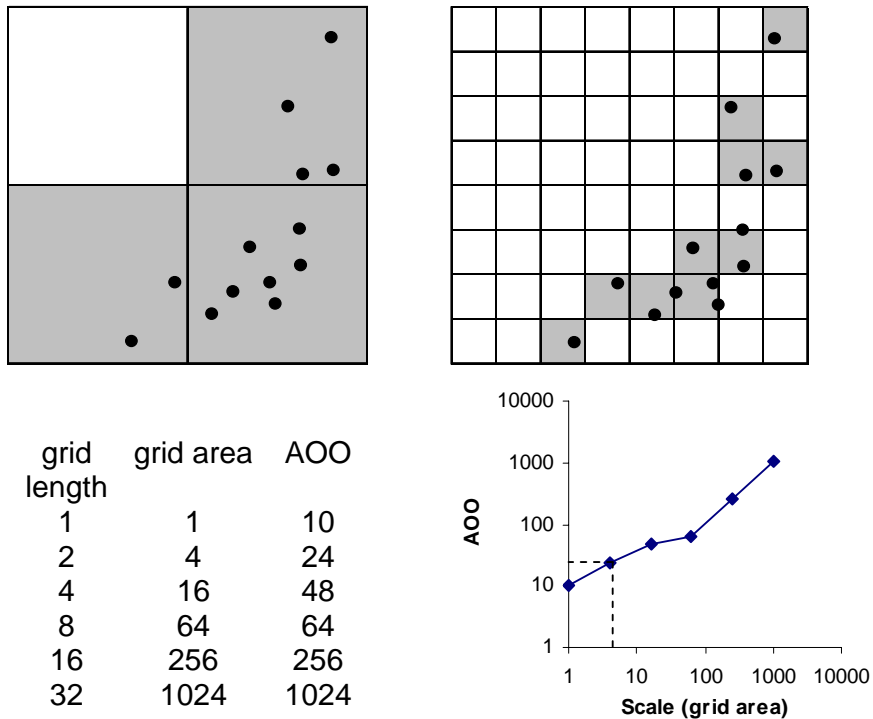 grid length grid area AOO
1 1 10
2 4 24
4 16 48
8 64 64
16 256 256
32 1024 1024
10000
1000
100
10
1
AOO
1 10 100 1000 10000
Scale (grid area)